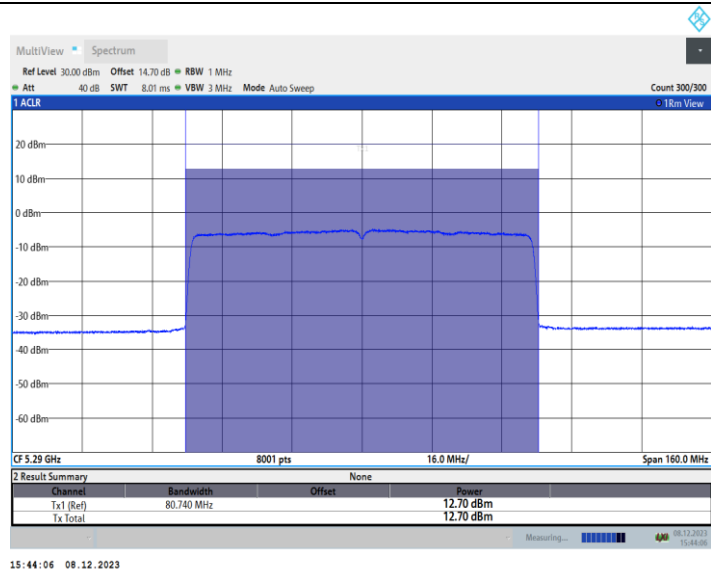 MultiView Spectrum
Ref Level 30.00 dBm Offset 14.70 dB RBW 1 MHz
Att 40 dB SWT 8.01 ms VBW 3 MHz Mode Auto Sweep Count 300/300
1 ACLR 1Rm View
20 dBm
10 dBm
0 dBm
-10 dBm
-20 dBm
-30 dBm
-40 dBm
-50 dBm
-60 dBm
CF 5.29 GHz 8001 pts 16.0 MHz/ Span 160.0 MHz
2 Result Summary None
Channel Bandwidth Offset Power
Tx1 (Ref) 80.740 MHz 12.70 dBm
Tx Total 12.70 dBm
Measuring... 08.12.2023
15:44:06
15:44:06 08.12.2023